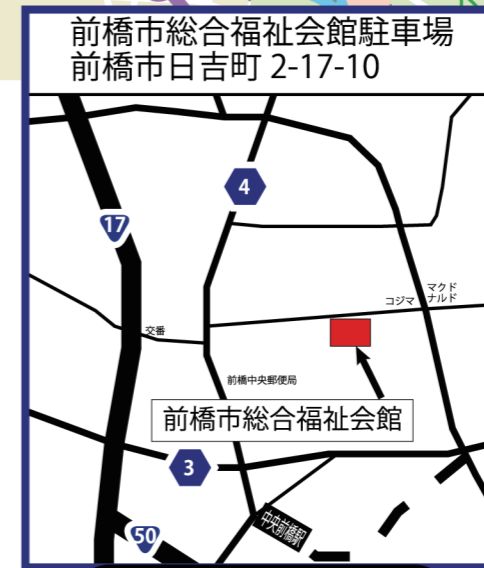 前橋市総合福祉会館駐車場
前橋市日吉町 2-17-10
4
17
コジマ
マクド
ナルド
交番
前橋中央郵便局
前橋市総合福祉会館
3
中央前橋駅
50